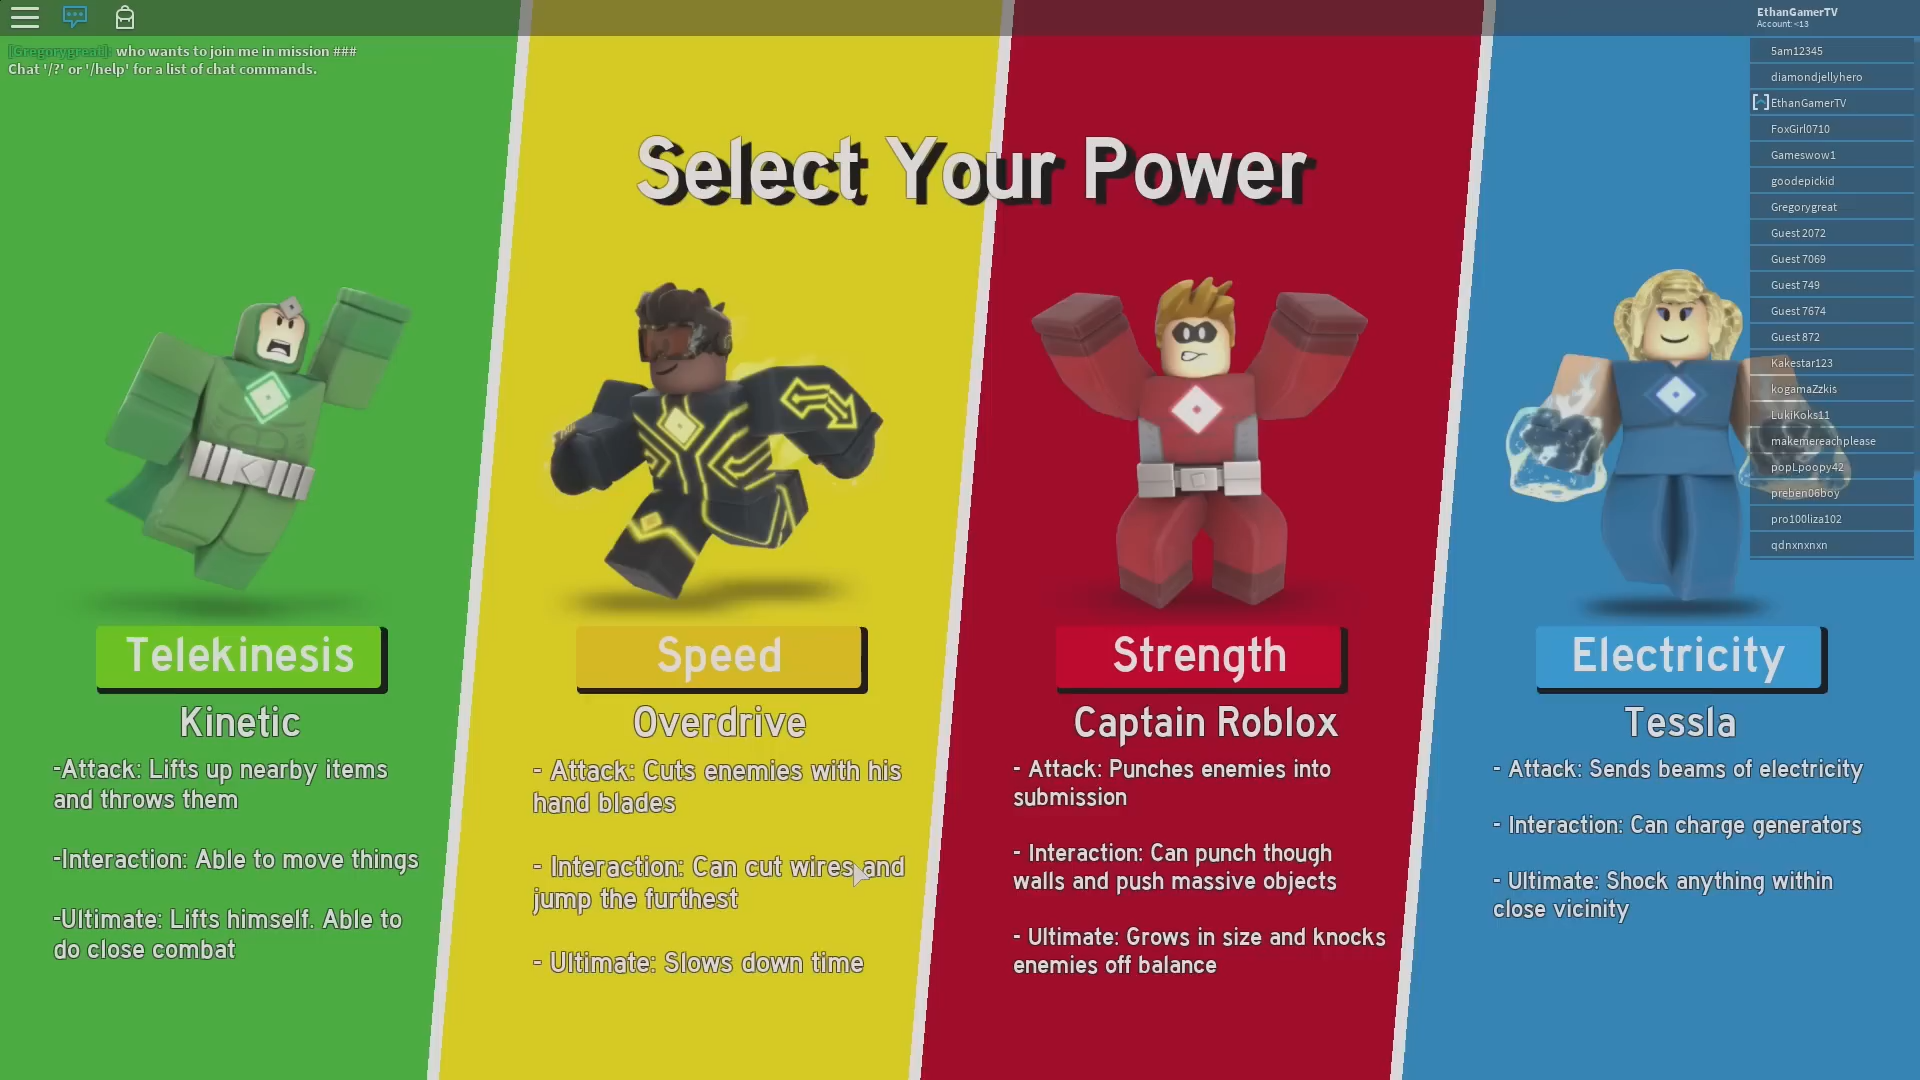 EthanGamerTV
Account: <13
[Gregorygreat]: who wants to join me in mission ###
Chat '/?' or '/help' for a list of chat commands.
5am12345
diamondjellyhero
EthanGamerTV
FoxGirl0710
Gameswow1
goodepickid
Gregorygreat
Guest 2072
Guest 7069
Guest 749
Guest 7674
Guest 872
Kakestar123
kogamaZzkis
LukiKoks11
makemereachplease
popLpoopy42
preben06boy
pro100liza102
qdnxnxnxn
Select Your Power
Telekinesis
Kinetic
-Attack: Lifts up nearby items
and throws them
-Interaction: Able to move things
-Ultimate: Lifts himself. Able to
do close combat
Speed
Overdrive
- Attack: Cuts enemies with his
hand blades
- Interaction: Can cut wires and
jump the furthest
- Ultimate: Slows down time
Strength
Captain Roblox
- Attack: Punches enemies into
submission
- Interaction: Can punch though
walls and push massive objects
- Ultimate: Grows in size and knocks
enemies off balance
Electricity
Tessla
- Attack: Sends beams of electricity
- Interaction: Can charge generators
- Ultimate: Shock anything within
close vicinity